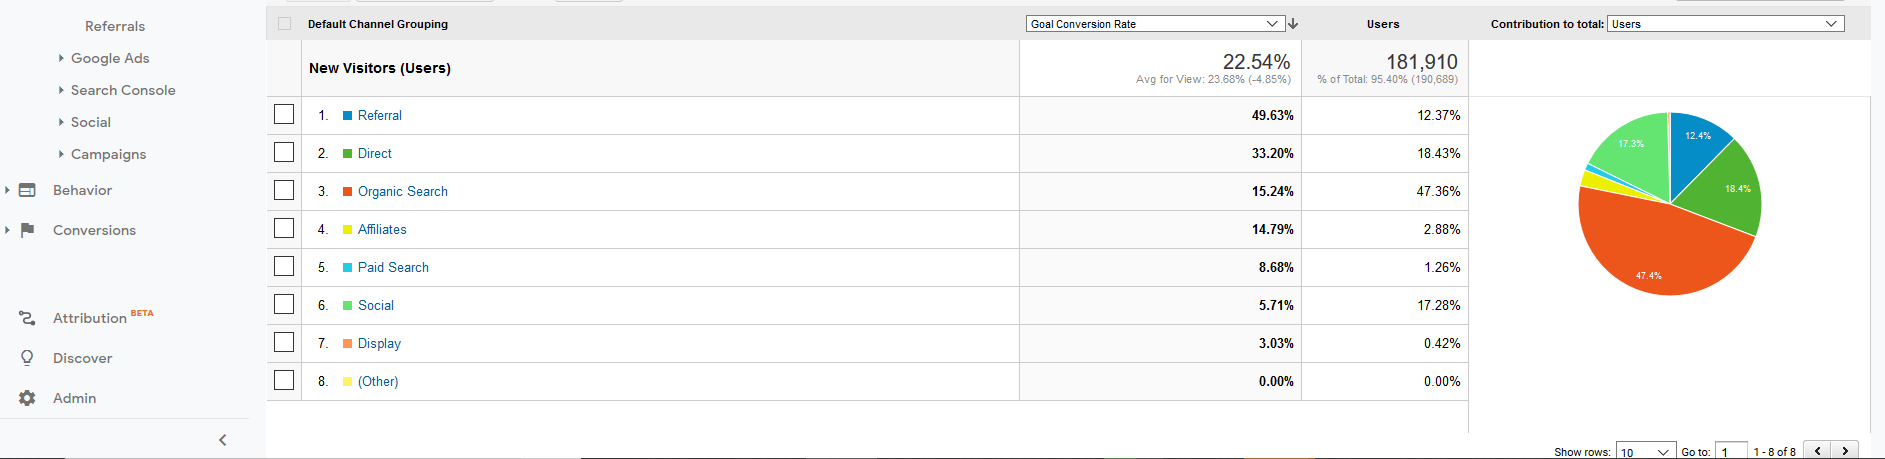 Referrals
Google Ads
Search Console
Social
Campaigns
Behavior
Conversions
Attribution BETA
Discover
Admin
Default Channel Grouping Goal Conversion Rate Users Contribution to total: Users
New Visitors (Users) 22.54% 181,910
Avg for View: 23.68% (-4.85%) % of Total: 95.40% (190,689)
1. Referral 49.63% 12.37%
2. Direct 33.20% 18.43%
3. Organic Search 15.24% 47.36%
4. Affiliates 14.79% 2.88%
5. Paid Search 8.68% 1.26%
6. Social 5.71% 17.28%
7. Display 3.03% 0.42%
8. (Other) 0.00% 0.00%
12.4%
17.3%
18.4%
47.4%
Show rows: 10 Go to: 1 1 - 8 of 8